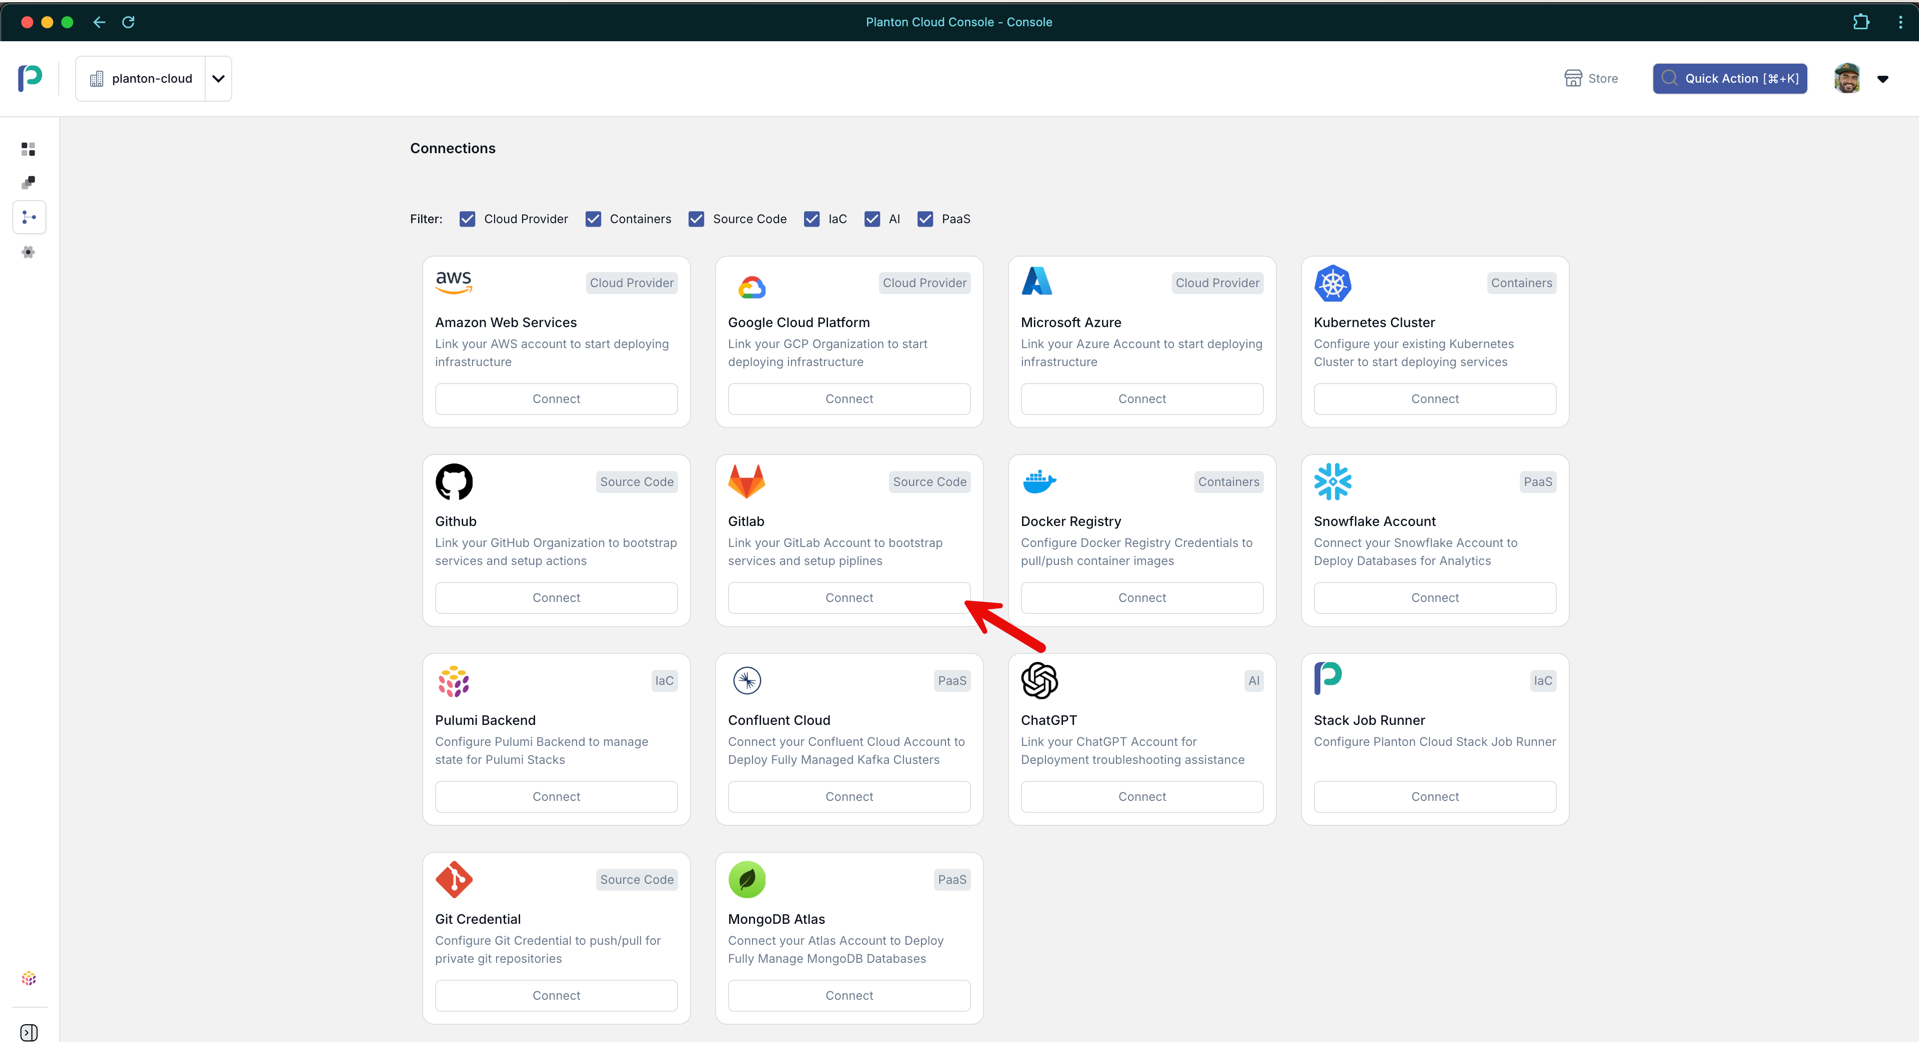 Planton Cloud Console - Console
planton-cloud
Store
Quick Action [⌘+K]
Connections
Filter: Cloud Provider Containers Source Code IaC AI PaaS
aws
Cloud Provider
Amazon Web Services
Link your AWS account to start deploying
infrastructure
Connect
Cloud Provider
Google Cloud Platform
Link your GCP Organization to start
deploying infrastructure
Connect
Cloud Provider
Microsoft Azure
Link your Azure Account to start deploying
infrastructure
Connect
Containers
Kubernetes Cluster
Configure your existing Kubernetes
Cluster to start deploying services
Connect
Source Code
Github
Link your GitHub Organization to bootstrap
services and setup actions
Connect
Source Code
Gitlab
Link your GitLab Account to bootstrap
services and setup piplines
Connect
Containers
Docker Registry
Configure Docker Registry Credentials to
pull/push container images
Connect
PaaS
Snowflake Account
Connect your Snowflake Account to
Deploy Databases for Analytics
Connect
IaC
Pulumi Backend
Configure Pulumi Backend to manage
state for Pulumi Stacks
Connect
PaaS
Confluent Cloud
Connect your Confluent Cloud Account to
Deploy Fully Managed Kafka Clusters
Connect
AI
ChatGPT
Link your ChatGPT Account for
Deployment troubleshooting assistance
Connect
IaC
Stack Job Runner
Configure Planton Cloud Stack Job Runner
Connect
Source Code
Git Credential
Configure Git Credential to push/pull for
private git repositories
Connect
PaaS
MongoDB Atlas
Connect your Atlas Account to Deploy
Fully Manage MongoDB Databases
Connect